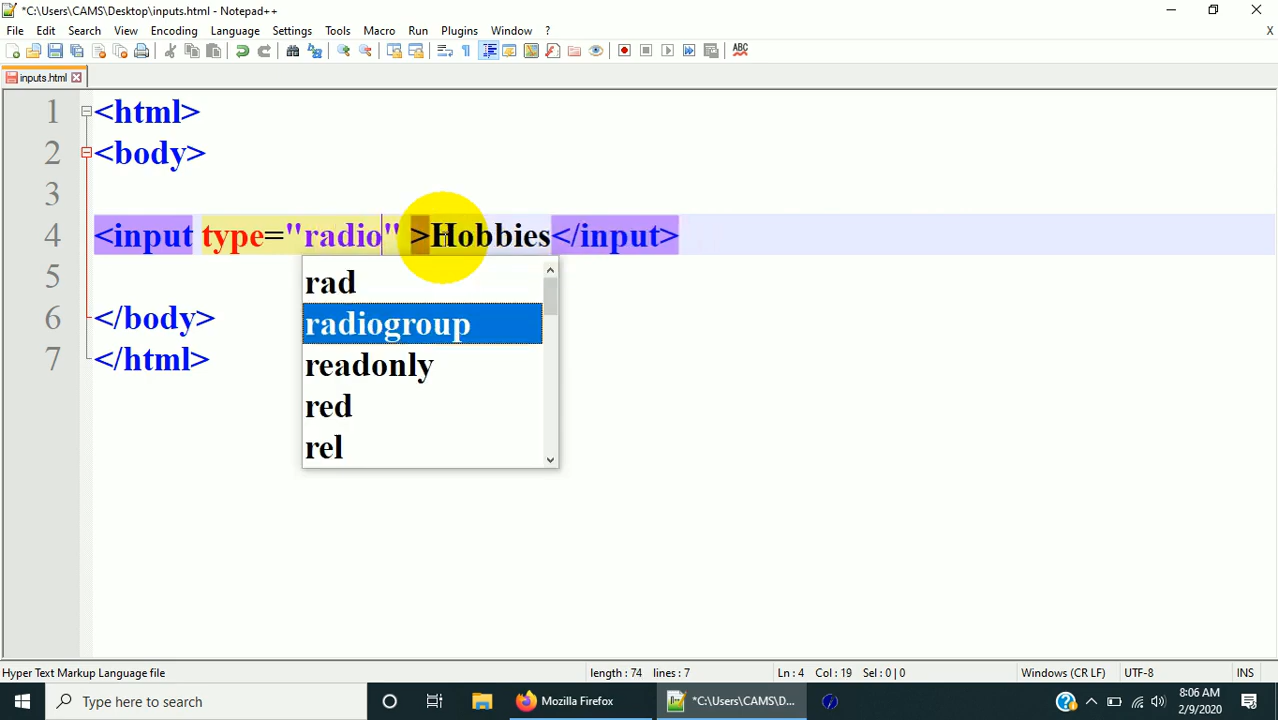 *C:\Users\CAMS\Desktop\inputs.html - Notepad++
File Edit Search View Encoding Language Settings Tools Macro Run Plugins Window ? X
ABC
inputs.html
1 <html>
2 <body>
3
4 <input type="radio" >Hobbies</input>
5
6 </body>
7 </html>
rad
radiogroup
readonly
red
rel
Hyper Text Markup Language file length : 74 lines : 7 Ln : 4 Col : 19 Sel : 0 | 0 Windows (CR LF) UTF-8 INS
Type here to search Mozilla Firefox *C:\Users\CAMS\D... 8:06 AM
2/9/2020